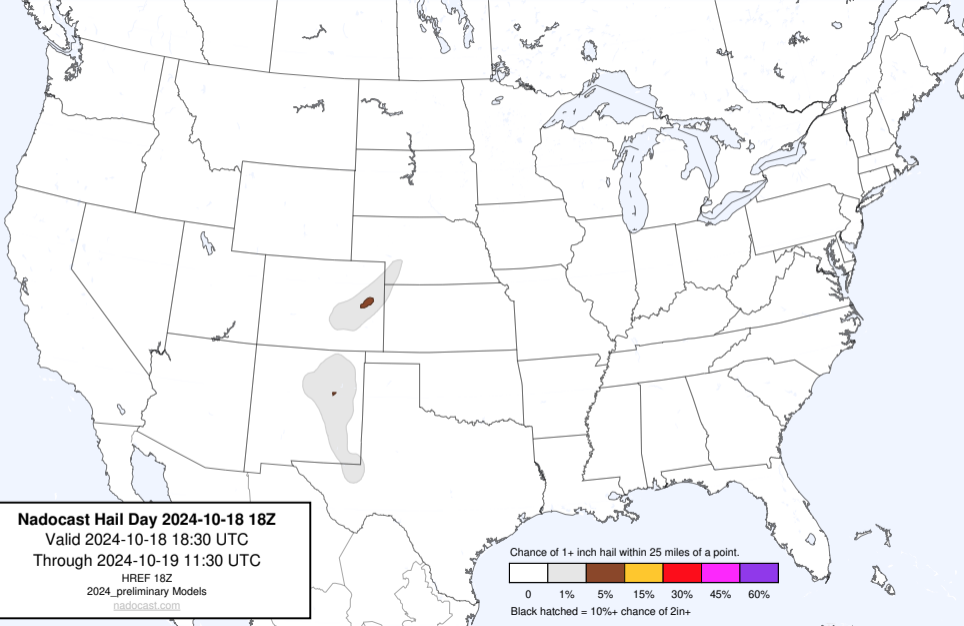 Nadocast Hail Day 2024-10-18 18Z
Valid 2024-10-18 18:30 UTC
Through 2024-10-19 11:30 UTC
HREF 18Z
2024_preliminary Models
nadocast.com
Chance of 1+ inch hail within 25 miles of a point.
0 1% 5% 15% 30% 45% 60%
Black hatched = 10%+ chance of 2in+